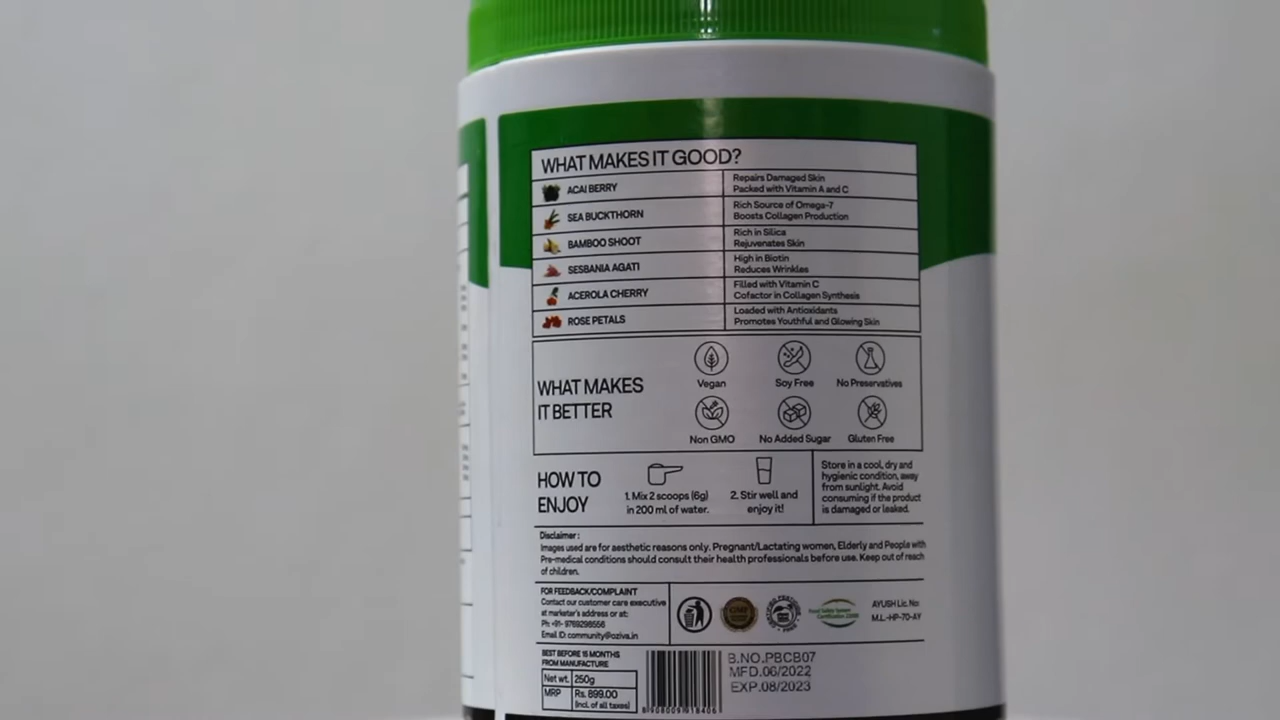 WHAT MAKES IT GOOD?
ACAI BERRY
Repairs Damaged Skin
Packed with Vitamin A and C
SEA BUCKTHORN
Rich Source of Omega-7
Boosts Collagen Production
BAMBOO SHOOT
Rich in Silica
Rejuvenates Skin
SESBANIA AGATI
High in Biotin
Reduces Wrinkles
ACEROLA CHERRY
Filled with Vitamin C
Cofactor in Collagen Synthesis
ROSE PETALS
Loaded with Antioxidants
Promotes Youthful and Glowing Skin
WHAT MAKES
IT BETTER
Vegan
Soy Free
No Preservatives
Non GMO
No Added Sugar
Gluten Free
HOW TO
ENJOY
1. Mix 2 scoops (6g)
in 200 ml of water.
2. Stir well and
enjoy it!
Store in a cool, dry and
hygienic condition, away
from sunlight. Avoid
consuming if the product
is damaged or leaked.
Disclaimer :
Images used are for aesthetic reasons only. Pregnant/Lactating women, Elderly and People with
Pre-medical conditions should consult their health professionals before use. Keep out of reach
of children.
FOR FEEDBACK/COMPLAINT
Contact our customer care executive
at marketer's address or at:
Ph: +91- 9769298556
Email ID: community@oziva.in
GMP
Food Safety System
Certification 22000
AYUSH Lic. No:
M.L.-HP-70-AY
BEST BEFORE 15 MONTHS
FROM MANUFACTURE
Net wt. 250g
MRP Rs. 899.00
(incl. of all taxes)
B.NO.PBCB07
MFD.06/2022
EXP.08/2023